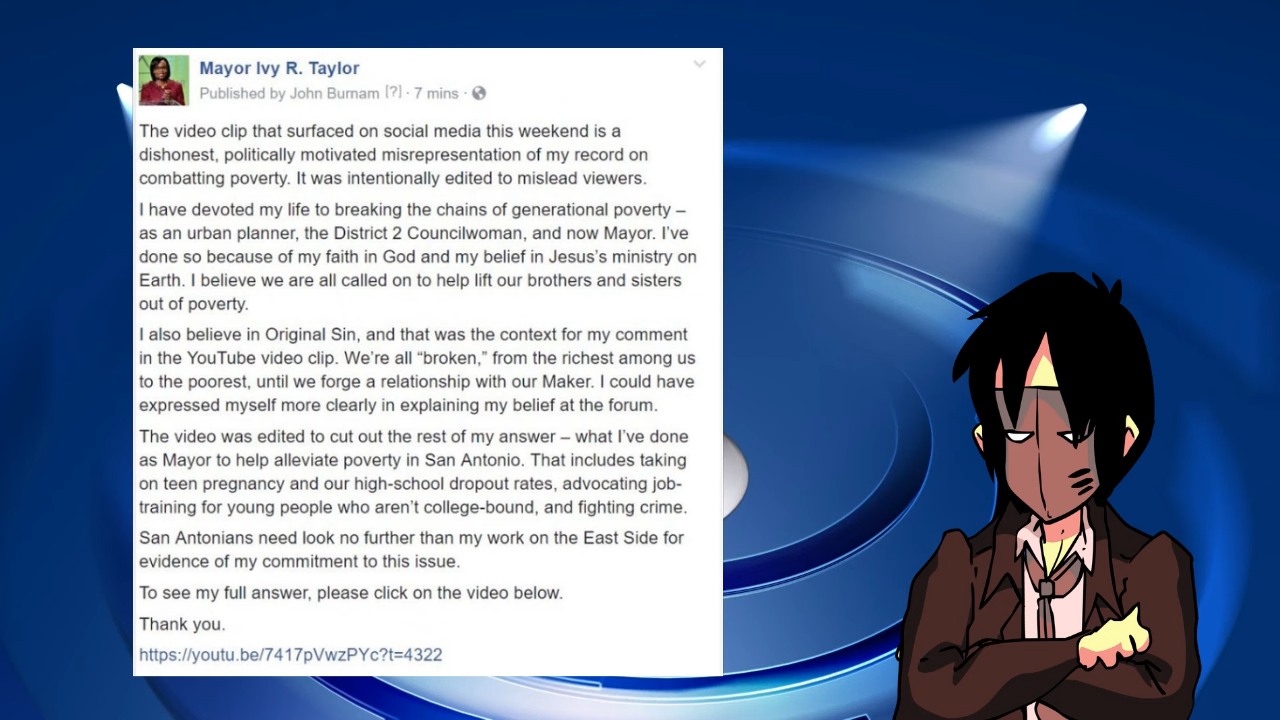 Mayor Ivy R. Taylor
Published by John Burnam [?] · 7 mins ·
The video clip that surfaced on social media this weekend is a
dishonest, politically motivated misrepresentation of my record on
combatting poverty. It was intentionally edited to mislead viewers.
I have devoted my life to breaking the chains of generational poverty –
as an urban planner, the District 2 Councilwoman, and now Mayor. I've
done so because of my faith in God and my belief in Jesus's ministry on
Earth. I believe we are all called on to help lift our brothers and sisters
out of poverty.
I also believe in Original Sin, and that was the context for my comment
in the YouTube video clip. We're all “broken,” from the richest among us
to the poorest, until we forge a relationship with our Maker. I could have
expressed myself more clearly in explaining my belief at the forum.
The video was edited to cut out the rest of my answer – what I've done
as Mayor to help alleviate poverty in San Antonio. That includes taking
on teen pregnancy and our high-school dropout rates, advocating job-
training for young people who aren't college-bound, and fighting crime.
San Antonians need look no further than my work on the East Side for
evidence of my commitment to this issue.
To see my full answer, please click on the video below.
Thank you.
https://youtu.be/7417pVwzPYc?t=4322